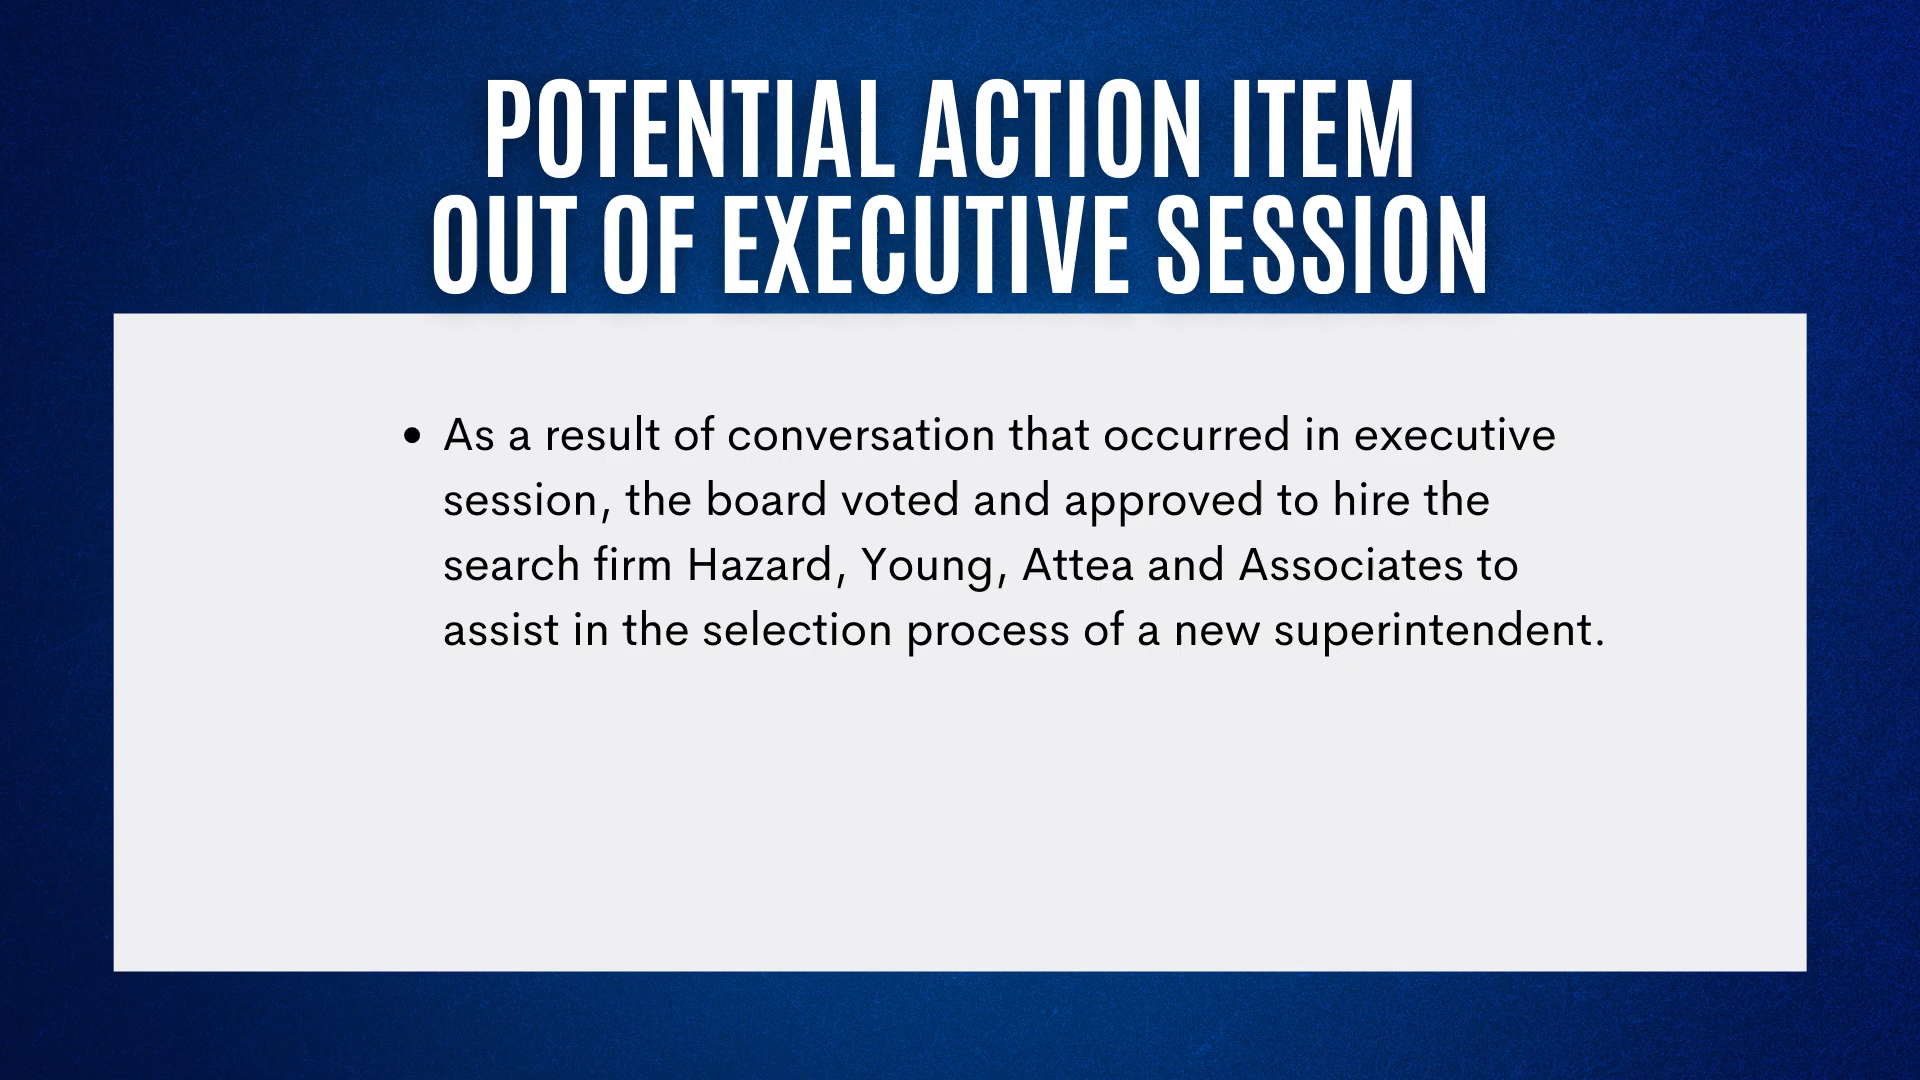 POTENTIAL ACTION ITEM
OUT OF EXECUTIVE SESSION
• As a result of conversation that occurred in executive
session, the board voted and approved to hire the
search firm Hazard, Young, Attea and Associates to
assist in the selection process of a new superintendent.